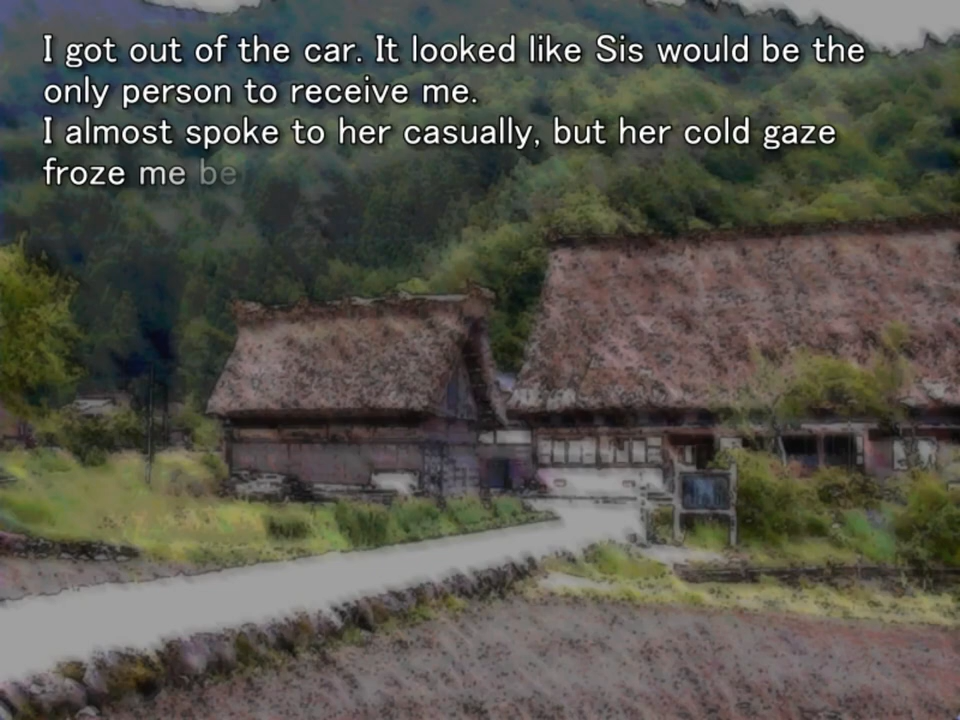 I got out of the car. It looked like Sis would be the
only person to receive me.
I almost spoke to her casually, but her cold gaze
froze me be